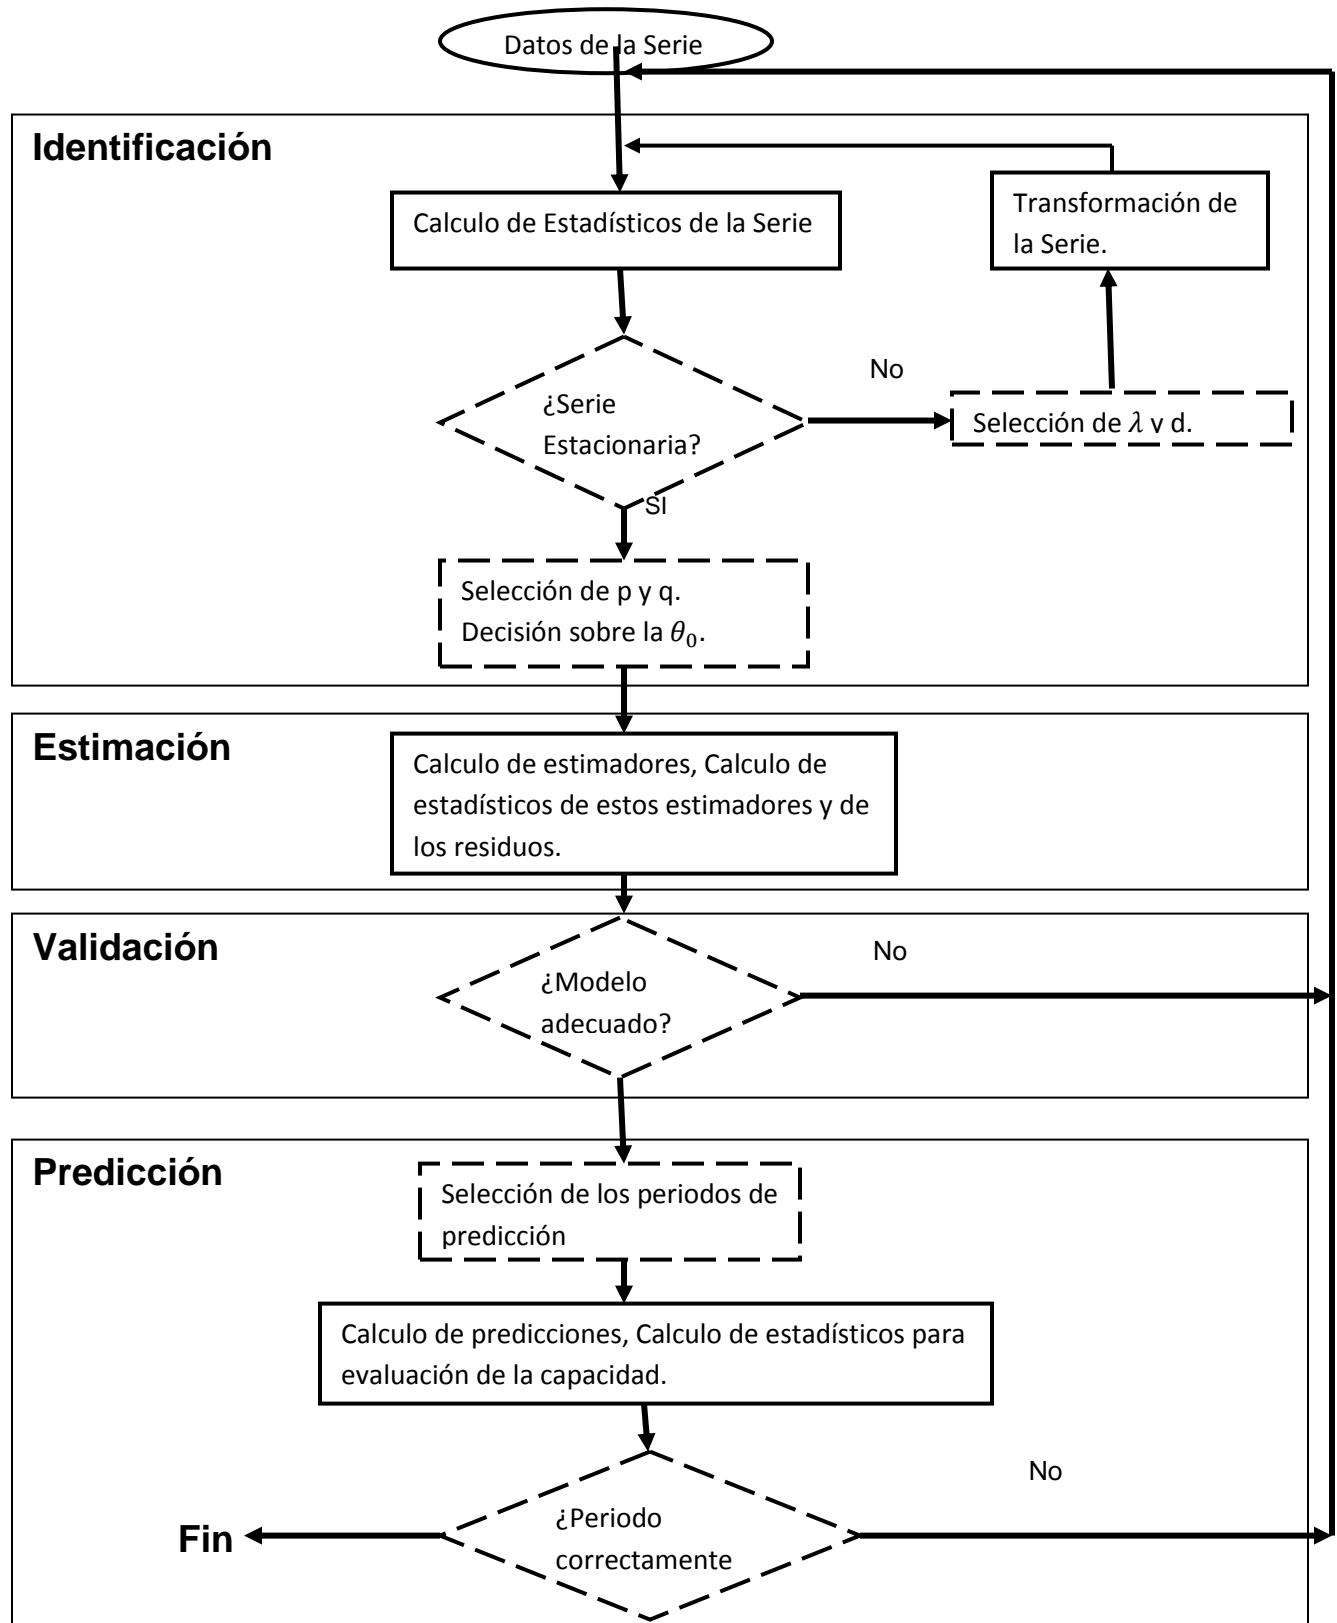 Datos de la Serie
Identificación
Calculo de Estadísticos de la Serie
Transformación de
la Serie.
¿Serie
Estacionaria?
No
Selección de λ y d.
SI
Selección de p y q.
Decisión sobre la θ₀.
Estimación
Calculo de estimadores, Calculo de
estadísticos de estos estimadores y de
los residuos.
Validación
¿Modelo
adecuado?
No
Predicción
Selección de los periodos de
predicción
Calculo de predicciones, Calculo de estadísticos para
evaluación de la capacidad.
No
¿Periodo
correctamente
Fin